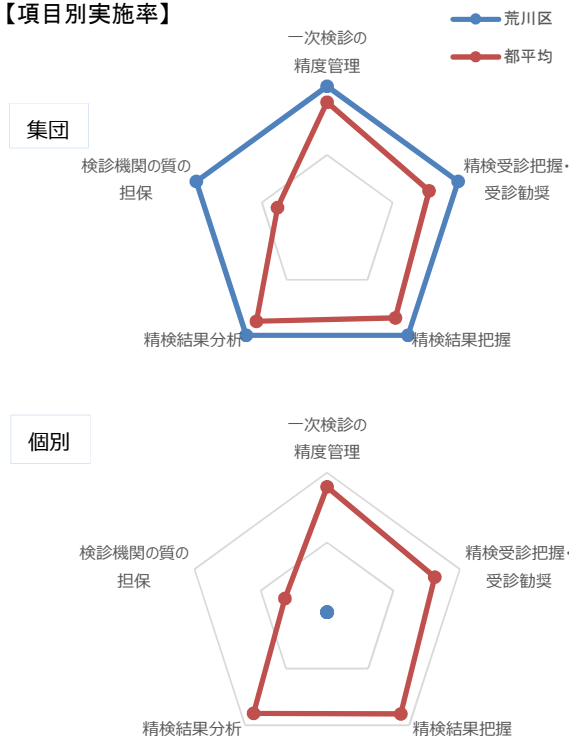 【項目別実施率】
荒川区
都平均
集団
一次検診の
精度管理
精検受診把握・
受診勧奨
精検結果把握
精検結果分析
検診機関の質の
担保
個別
一次検診の
精度管理
精検受診把握・
受診勧奨
精検結果把握
精検結果分析
検診機関の質の
担保